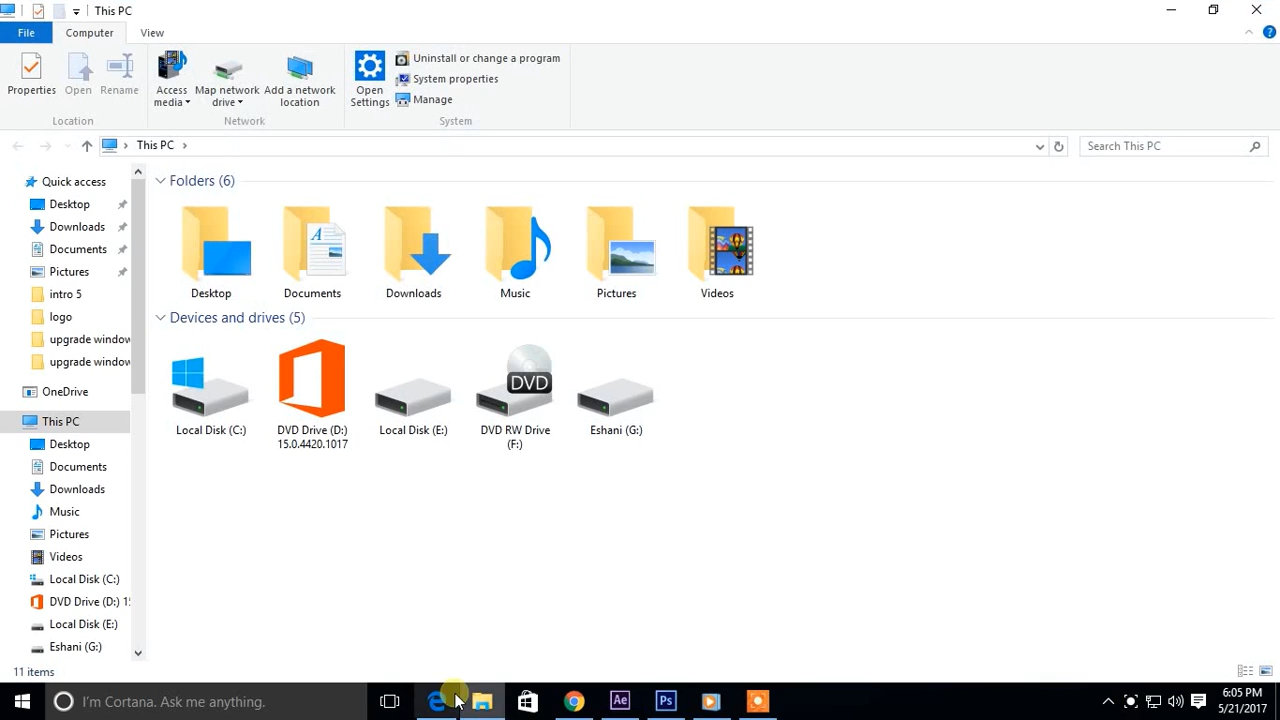 This PC
File
Computer
View
Properties
Open
Rename
Access media
Map network drive
Add a network location
Open Settings
Uninstall or change a program
System properties
Manage
Location
Network
System
This PC
Search This PC
Quick access
Desktop
Downloads
Documents
Pictures
intro 5
logo
upgrade window
upgrade window
OneDrive
This PC
Desktop
Documents
Downloads
Music
Pictures
Videos
Local Disk (C:)
DVD Drive (D:) 15
Local Disk (E:)
Eshani (G:)
Folders (6)
Desktop
Documents
Downloads
Music
Pictures
Videos
Devices and drives (5)
Local Disk (C:)
DVD Drive (D:)
15.0.4420.1017
Local Disk (E:)
DVD
DVD RW Drive
(F:)
Eshani (G:)
11 items
I'm Cortana. Ask me anything.
Ae
Ps
6:05 PM
5/21/2017